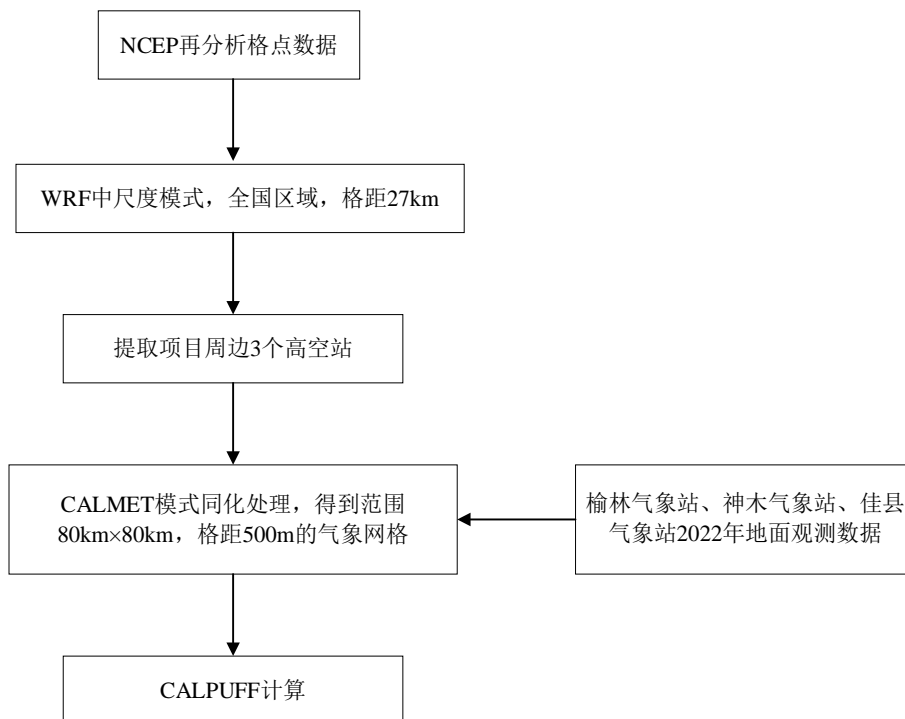 NCEP再分析格点数据
WRF中尺度模式，全国区域，格距27km
提取项目周边3个高空站
CALMET模式同化处理，得到范围
80km×80km，格距500m的气象网格
榆林气象站、神木气象站、佳县
气象站2022年地面观测数据
CALPUFF计算